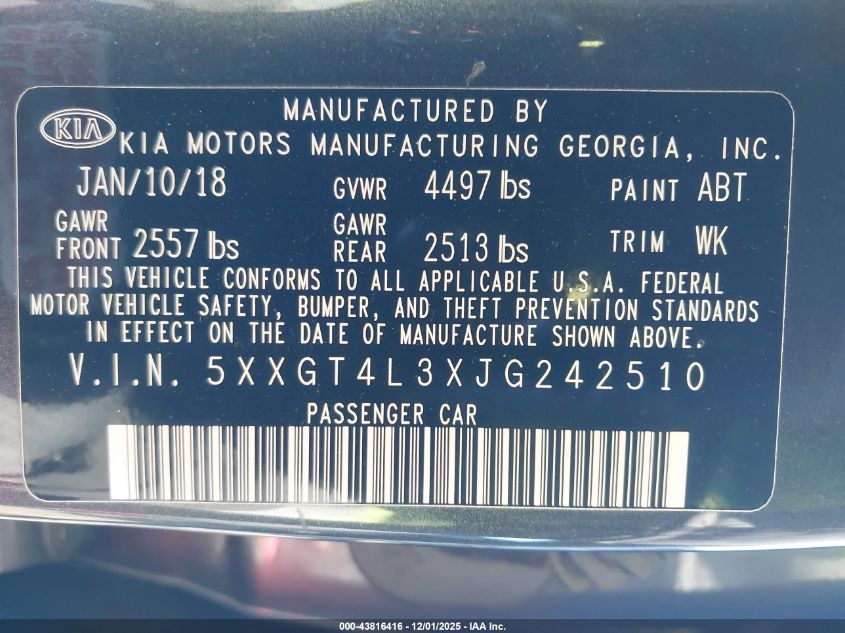 MANUFACTURED BY
KIA KIA MOTORS MANUFACTURING GEORGIA, INC.
JAN/10/18 GVWR 4497 lbs PAINT ABT
GAWR FRONT 2557 lbs GAWR REAR 2513 lbs TRIM WK
THIS VEHICLE CONFORMS TO ALL APPLICABLE U.S.A. FEDERAL
MOTOR VEHICLE SAFETY, BUMPER, AND THEFT PREVENTION STANDARDS
IN EFFECT ON THE DATE OF MANUFACTURE SHOWN ABOVE.
V.I.N. 5XXGT4L3XJG242510
PASSENGER CAR
000-43816416 - 12/01/2025 - IAA Inc.